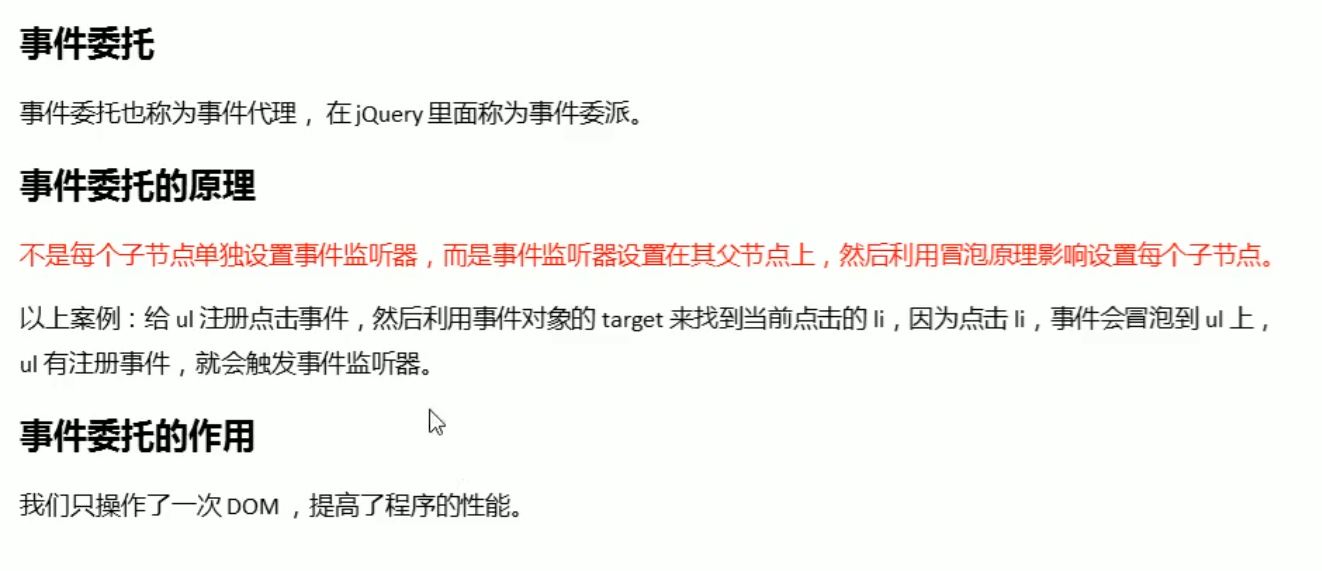 事件委托
事件委托也称为事件代理， 在 jQuery 里面称为事件委派。
事件委托的原理
不是每个子节点单独设置事件监听器，而是事件监听器设置在其父节点上，然后利用冒泡原理影响设置每个子节点。
以上案例：给 ul 注册点击事件，然后利用事件对象的 target 来找到当前点击的 li，因为点击 li，事件会冒泡到 ul 上，
ul 有注册事件，就会触发事件监听器。
事件委托的作用
我们只操作了一次 DOM ，提高了程序的性能。